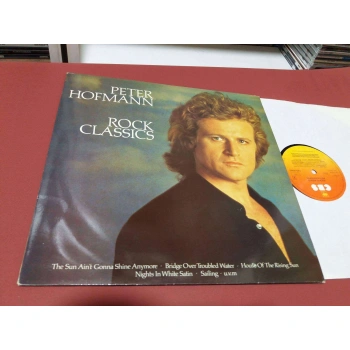 PETER
HOFMANN
ROCK
CLASSICS
The Sun Ain't Gonna Shine Anymore · Bridge Over Troubled Water · House Of The Rising Sun
Nights In White Satin · Sailing · u.v.m
CBS